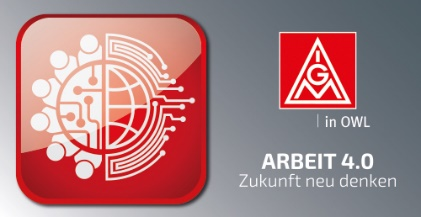 IGM
in OWL
ARBEIT 4.0
Zukunft neu denken